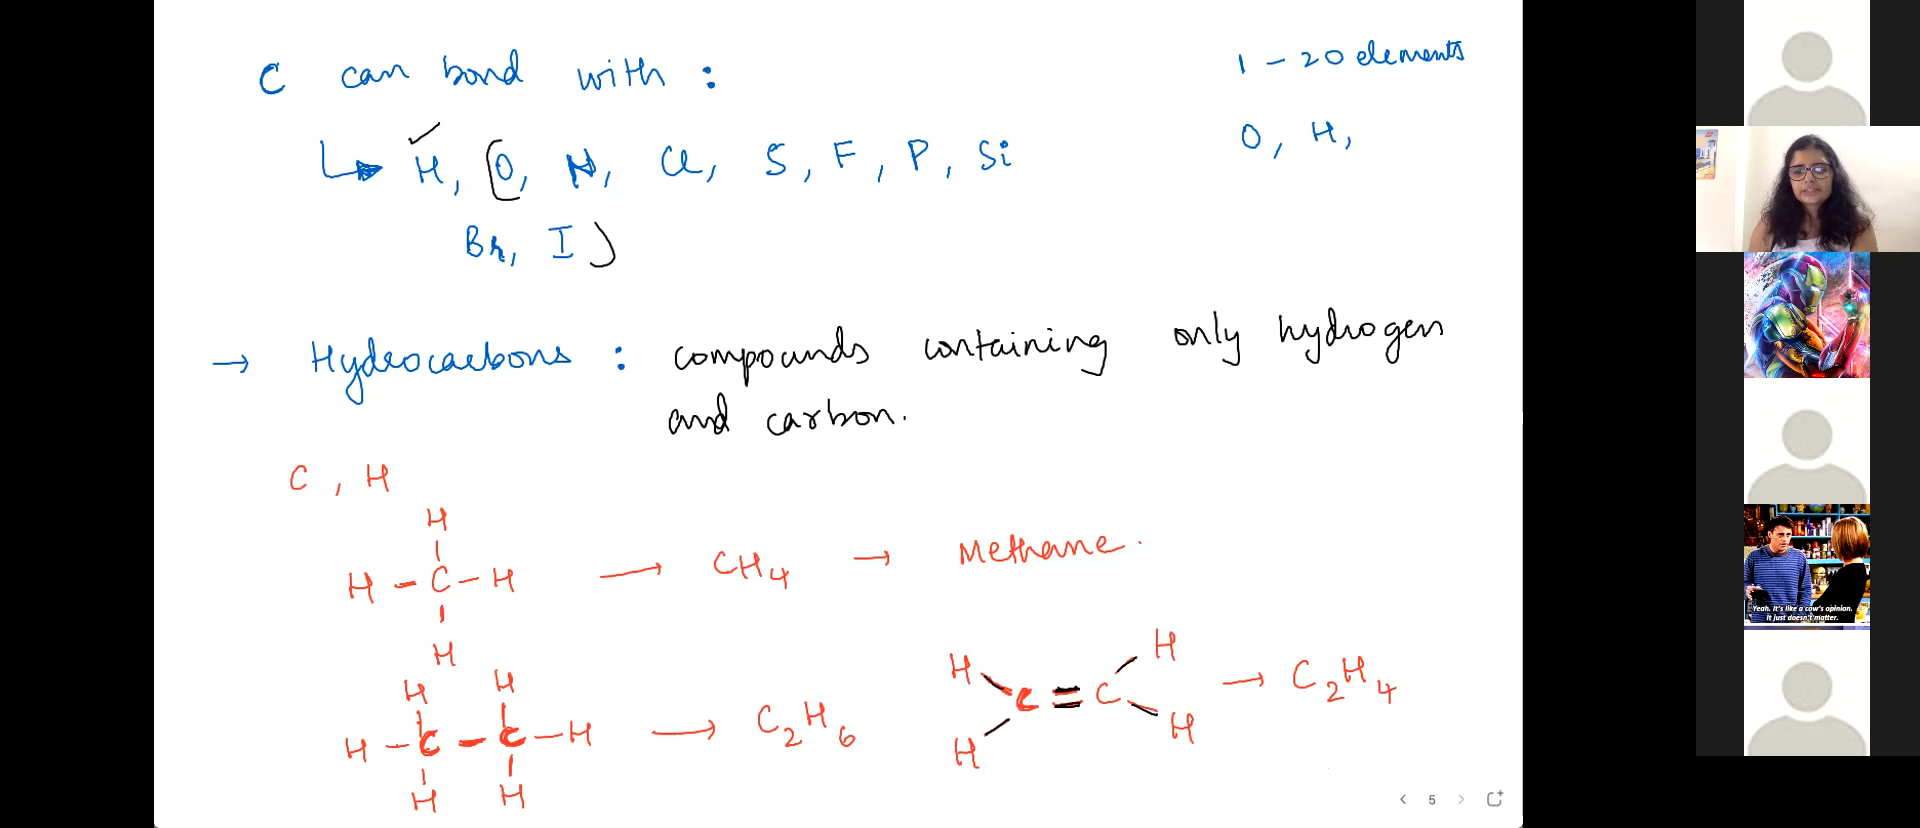 C can bond with :
1 - 20 elements
O, H,
↳ H, (O, N, Cl, S, F, P, Si
Br, I)
→ Hydrocarbons : compounds containing only hydrogen
and carbon.
C, H
H
H - C - H → CH4 → Methane.
H
H H
H - C - C - H → C2H6
H H
H H
C = C → C2H4
H H
< 5 >
Yeah. It's like a cow's opinion.
It just doesn't matter.